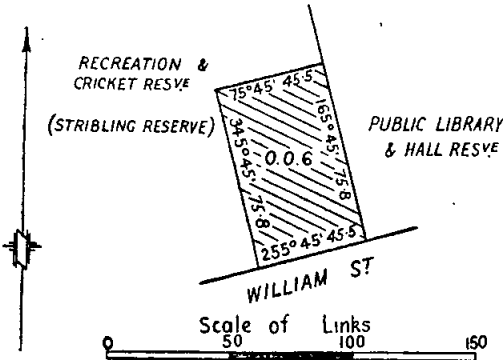 RECREATION &
CRICKET RESVE
(STRIBLING RESERVE)
75°45' 45.5
165°45' 75.8
345°45' 75.8
0.0.6
PUBLIC LIBRARY
& HALL RESVE
255° 45' 45.5
WILLIAM ST
Scale of Links
0 50 100 150